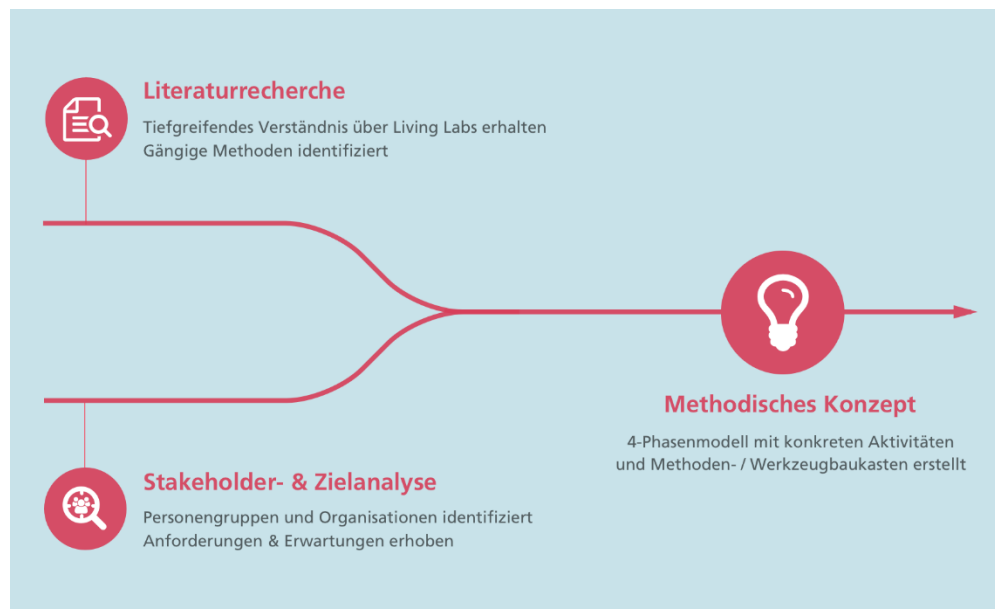 Literaturrecherche
Tiefgreifendes Verständnis über Living Labs erhalten
Gängige Methoden identifiziert
Methodisches Konzept
4-Phasenmodell mit konkreten Aktivitäten
und Methoden- / Werkzeugbaukasten erstellt
Stakeholder- & Zielanalyse
Personengruppen und Organisationen identifiziert
Anforderungen & Erwartungen erhoben